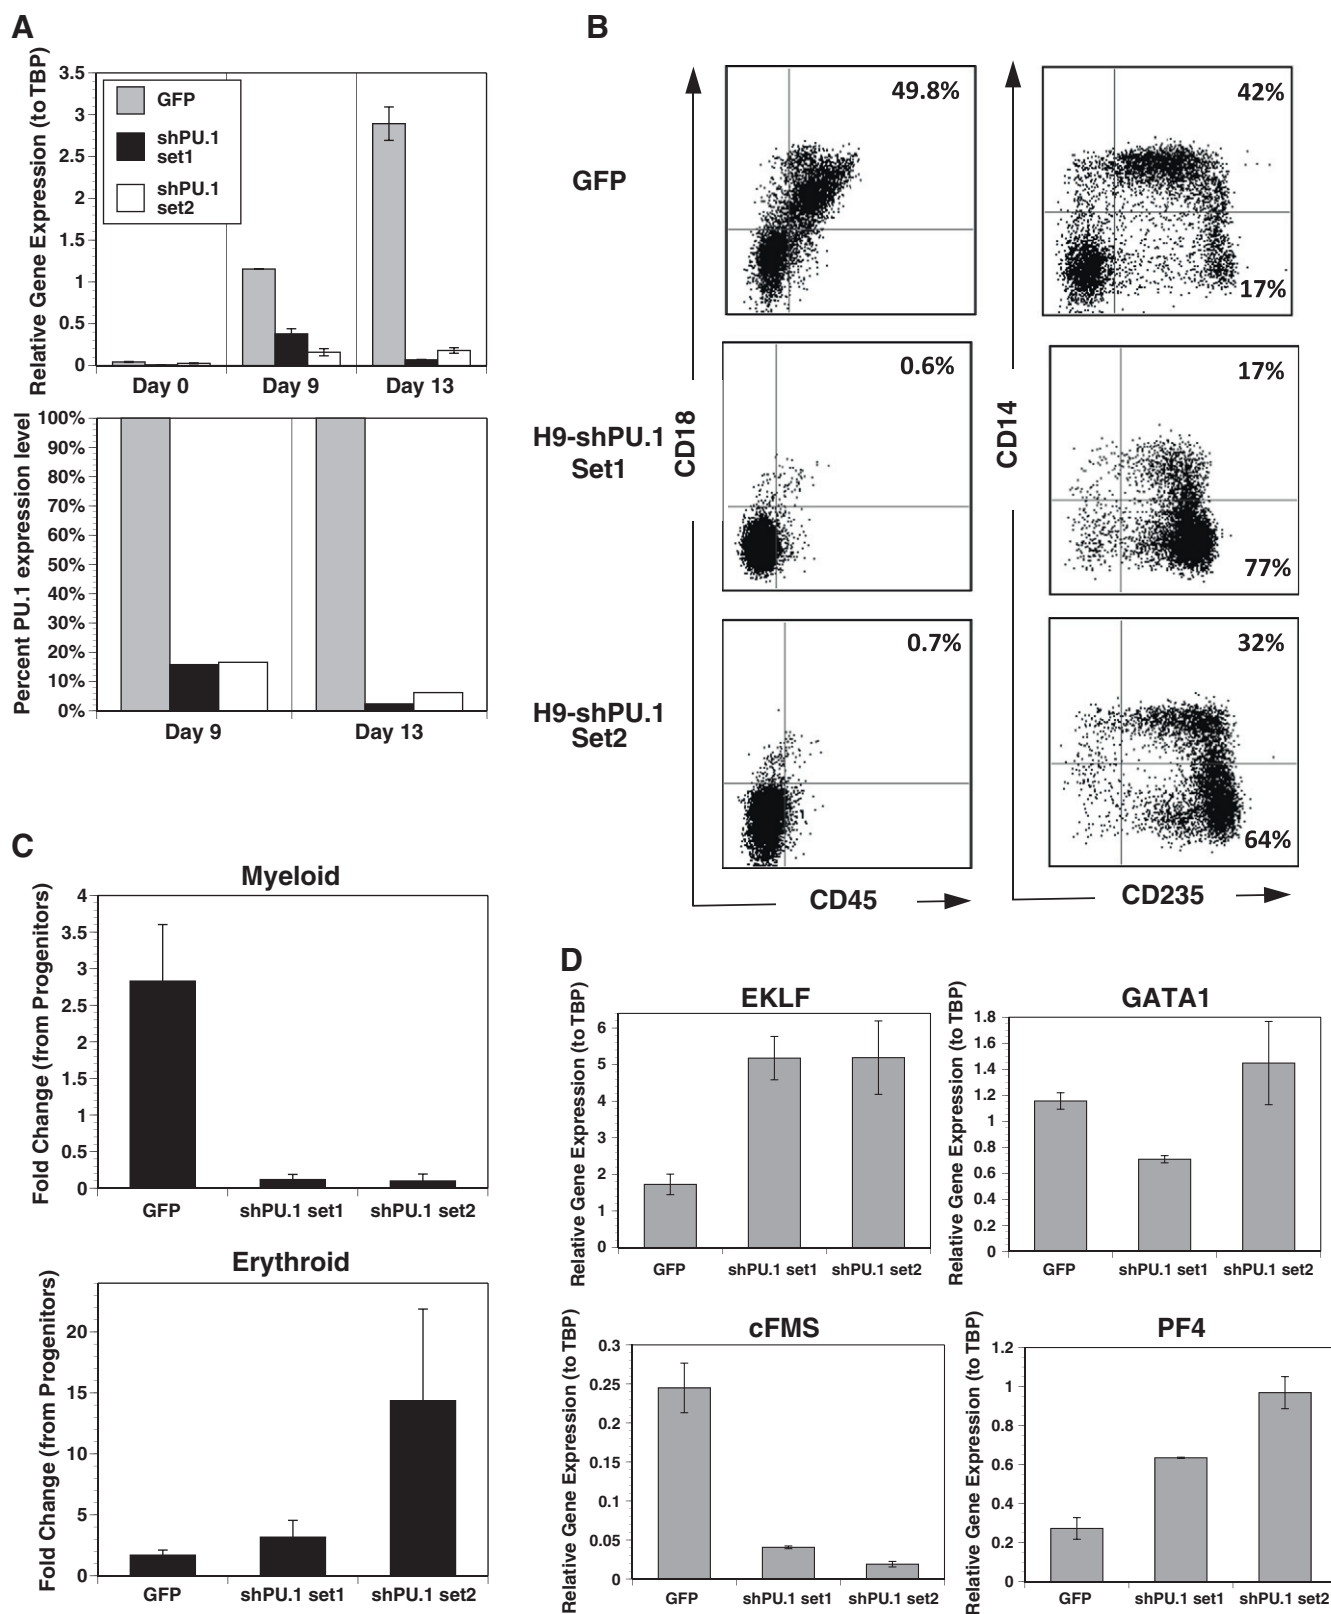 A
Relative Gene Expression (to TBP)
3.5
3
2.5
2
1.5
1
0.5
0
GFP
shPU.1
set1
shPU.1
set2
Day 0
Day 9
Day 13
Percent PU.1 expression level
100%
90%
80%
70%
60%
50%
40%
30%
20%
10%
0%
Day 9
Day 13
B
GFP
H9-shPU.1
Set1
H9-shPU.1
Set2
CD18
49.8%
0.6%
0.7%
CD45
CD14
42%
17%
17%
77%
32%
64%
CD235
C
Myeloid
Fold Change (from Progenitors)
4
3.5
3
2.5
2
1.5
1
0.5
0
GFP
shPU.1 set1
shPU.1 set2
Erythroid
Fold Change (from Progenitors)
20
15
10
5
0
GFP
shPU.1 set1
shPU.1 set2
D
EKLF
Relative Gene Expression (to TBP)
6
5
4
3
2
1
0
GFP
shPU.1 set1
shPU.1 set2
GATA1
Relative Gene Expression (to TBP)
1.8
1.6
1.4
1.2
1
0.8
0.6
0.4
0.2
0
GFP
shPU.1 set1
shPU.1 set2
cFMS
Relative Gene Expression (to TBP)
0.3
0.25
0.2
0.15
0.1
0.05
0
GFP
shPU.1 set1
shPU.1 set2
PF4
Relative Gene Expression (to TBP)
1.2
1
0.8
0.6
0.4
0.2
0
GFP
shPU.1 set1
shPU.1 set2